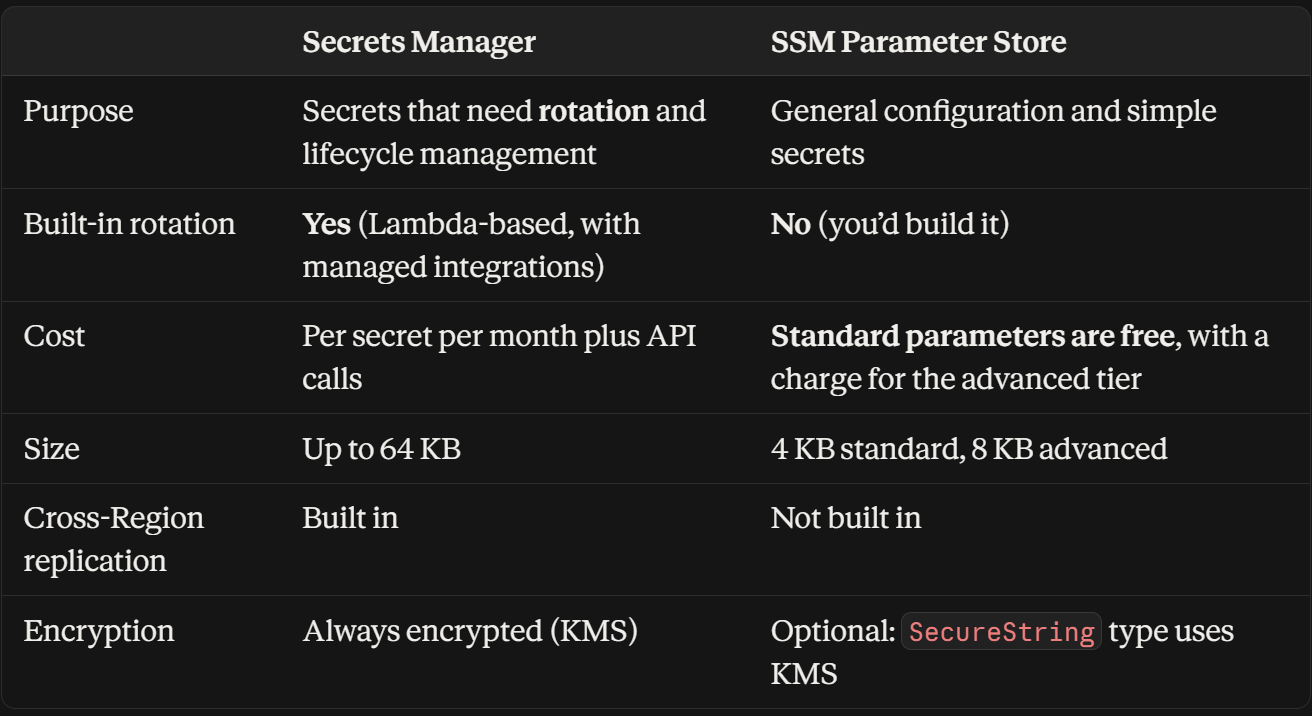 Secrets Manager
SSM Parameter Store
Purpose
Secrets that need rotation and
lifecycle management
General configuration and simple
secrets
Built-in rotation
Yes (Lambda-based, with
managed integrations)
No (you’d build it)
Cost
Per secret per month plus API
calls
Standard parameters are free, with a
charge for the advanced tier
Size
Up to 64 KB
4 KB standard, 8 KB advanced
Cross-Region
replication
Built in
Not built in
Encryption
Always encrypted (KMS)
Optional: SecureString type uses
KMS